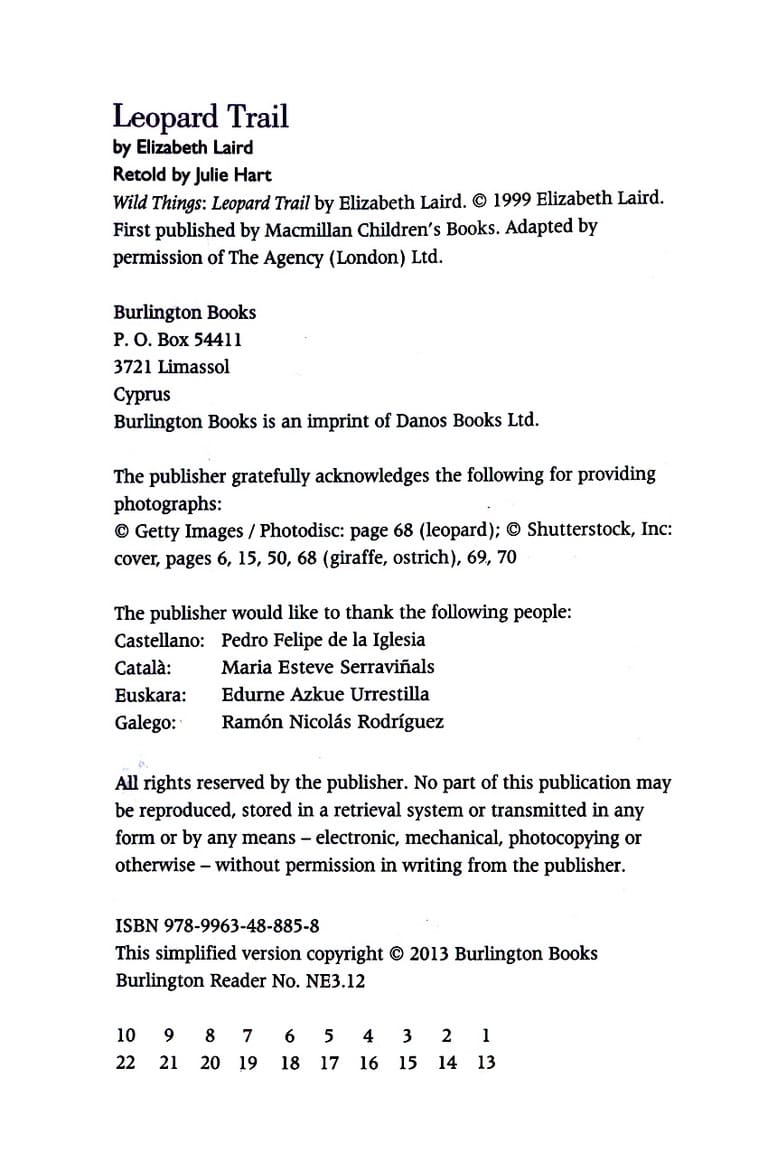 Leopard Trail
by Elizabeth Laird
Retold by Julie Hart
Wild Things: Leopard Trail by Elizabeth Laird. © 1999 Elizabeth Laird.
First published by Macmillan Children's Books. Adapted by
permission of The Agency (London) Ltd.
Burlington Books
P. O. Box 54411
3721 Limassol
Cyprus
Burlington Books is an imprint of Danos Books Ltd.
The publisher gratefully acknowledges the following for providing
photographs:
© Getty Images / Photodisc: page 68 (leopard); © Shutterstock, Inc:
cover, pages 6, 15, 50, 68 (giraffe, ostrich), 69, 70
The publisher would like to thank the following people:
Castellano: Pedro Felipe de la Iglesia
Català: Maria Esteve Serraviñals
Euskara: Edurne Azkue Urrestilla
Galego: Ramón Nicolás Rodríguez
All rights reserved by the publisher. No part of this publication may
be reproduced, stored in a retrieval system or transmitted in any
form or by any means – electronic, mechanical, photocopying or
otherwise – without permission in writing from the publisher.
ISBN 978-9963-48-885-8
This simplified version copyright © 2013 Burlington Books
Burlington Reader No. NE3.12
10 9 8 7 6 5 4 3 2 1
22 21 20 19 18 17 16 15 14 13